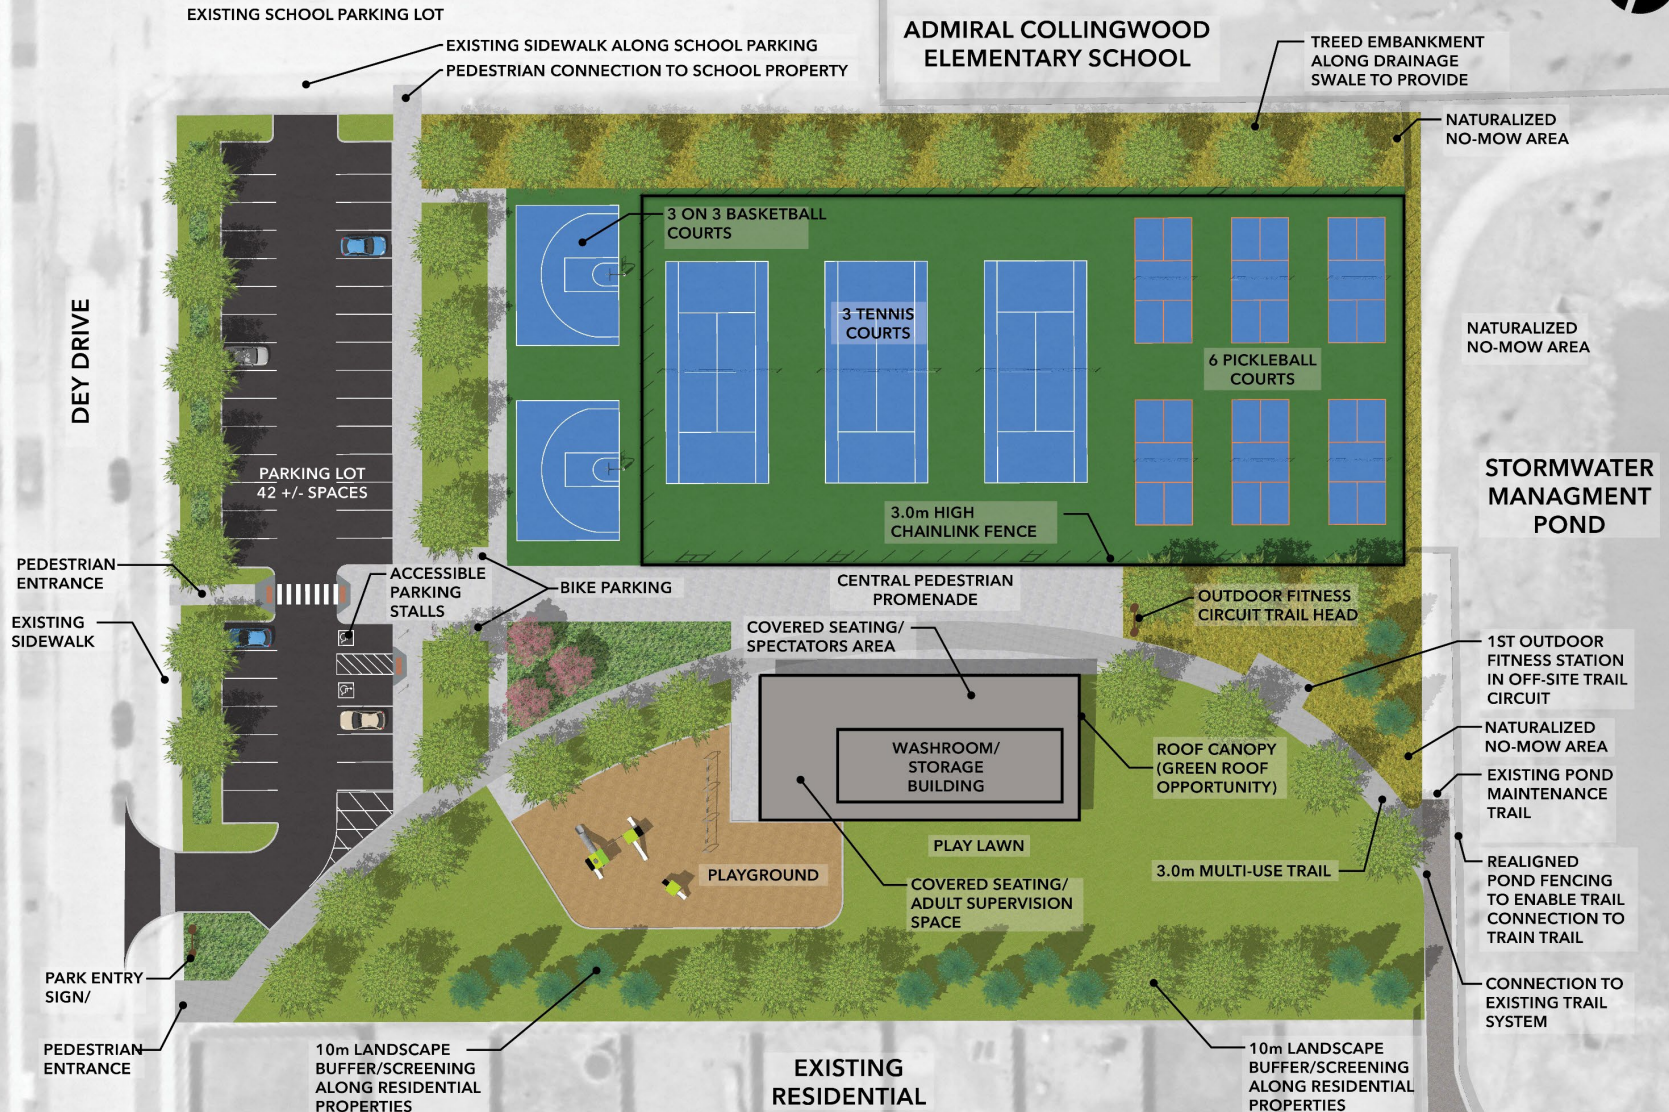 EXISTING SCHOOL PARKING LOT
EXISTING SIDEWALK ALONG SCHOOL PARKING
PEDESTRIAN CONNECTION TO SCHOOL PROPERTY
ADMIRAL COLLINGWOOD
ELEMENTARY SCHOOL
TREED EMBANKMENT
ALONG DRAINAGE
SWALE TO PROVIDE
NATURALIZED
NO-MOW AREA
3 ON 3 BASKETBALL
COURTS
3 TENNIS
COURTS
6 PICKLEBALL
COURTS
NATURALIZED
NO-MOW AREA
DEY DRIVE
PARKING LOT
42 +/- SPACES
3.0m HIGH
CHAINLINK FENCE
STORMWATER
MANAGMENT
POND
PEDESTRIAN
ENTRANCE
ACCESSIBLE
PARKING
STALLS
BIKE PARKING
CENTRAL PEDESTRIAN
PROMENADE
OUTDOOR FITNESS
CIRCUIT TRAIL HEAD
EXISTING
SIDEWALK
COVERED SEATING/
SPECTATORS AREA
1ST OUTDOOR
FITNESS STATION
IN OFF-SITE TRAIL
CIRCUIT
WASHROOM/
STORAGE
BUILDING
ROOF CANOPY
(GREEN ROOF
OPPORTUNITY)
NATURALIZED
NO-MOW AREA
EXISTING POND
MAINTENANCE
TRAIL
PLAY LAWN
PLAYGROUND
3.0m MULTI-USE TRAIL
COVERED SEATING/
ADULT SUPERVISION
SPACE
REALIGNED
POND FENCING
TO ENABLE TRAIL
CONNECTION TO
TRAIN TRAIL
PARK ENTRY
SIGN/
CONNECTION TO
EXISTING TRAIL
SYSTEM
PEDESTRIAN
ENTRANCE
10m LANDSCAPE
BUFFER/SCREENING
ALONG RESIDENTIAL
PROPERTIES
EXISTING
RESIDENTIAL
10m LANDSCAPE
BUFFER/SCREENING
ALONG RESIDENTIAL
PROPERTIES